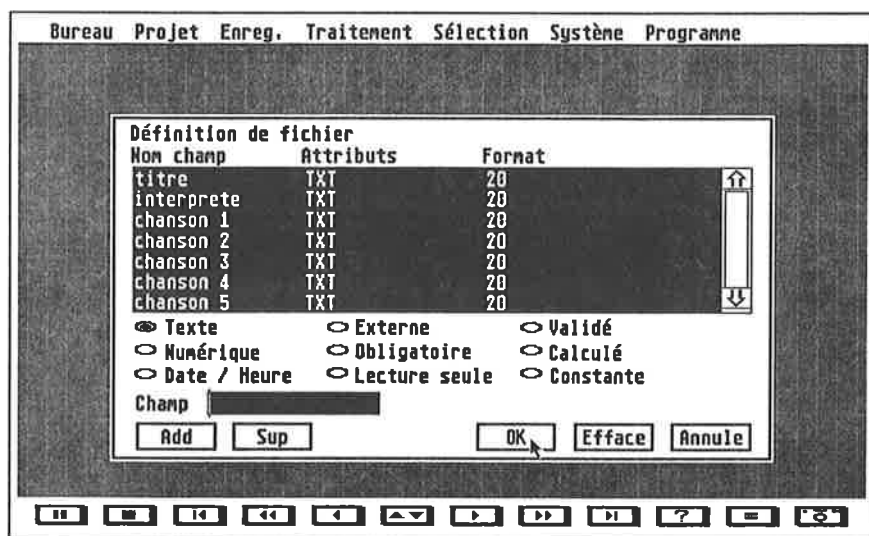 Bureau Projet Enreg. Traitement Sélection Système Programme
Définition de fichier
Nom champ Attributs Format
titre TXT 20
interprete TXT 20
chanson 1 TXT 20
chanson 2 TXT 20
chanson 3 TXT 20
chanson 4 TXT 20
chanson 5 TXT 20
Texte Externe Validé
Numérique Obligatoire Calculé
Date / Heure Lecture seule Constante
Champ
Add Sup OK Efface Annule
?